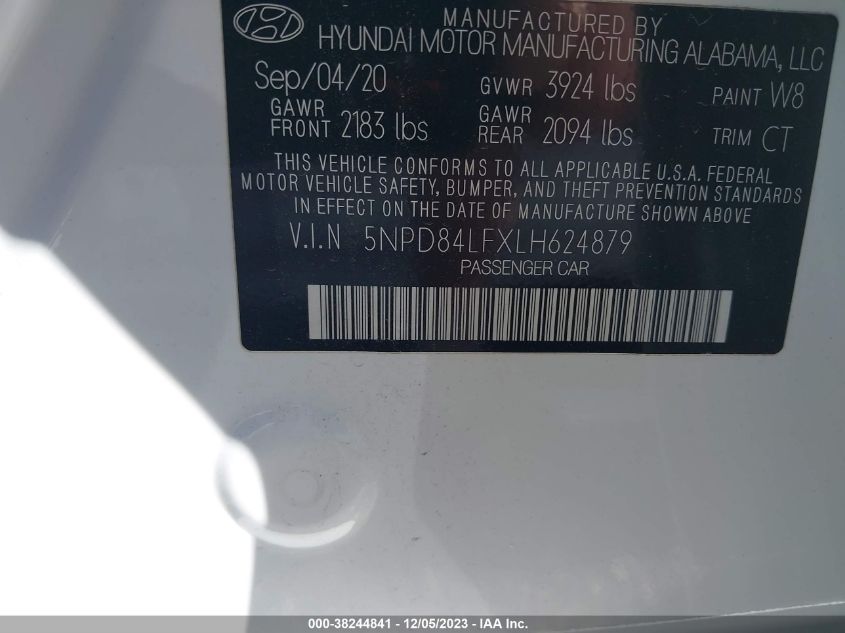 MANUFACTURED BY
HYUNDAI MOTOR MANUFACTURING ALABAMA, LLC
Sep/04/20 GVWR 3924 lbs PAINT W8
GAWR FRONT 2183 lbs GAWR REAR 2094 lbs TRIM CT
THIS VEHICLE CONFORMS TO ALL APPLICABLE U.S.A. FEDERAL
MOTOR VEHICLE SAFETY, BUMPER, AND THEFT PREVENTION STANDARDS
IN EFFECT ON THE DATE OF MANUFACTURE SHOWN ABOVE
V.I.N 5NPD84LFXLH624879
PASSENGER CAR
000-38244841 - 12/05/2023 - IAA Inc.